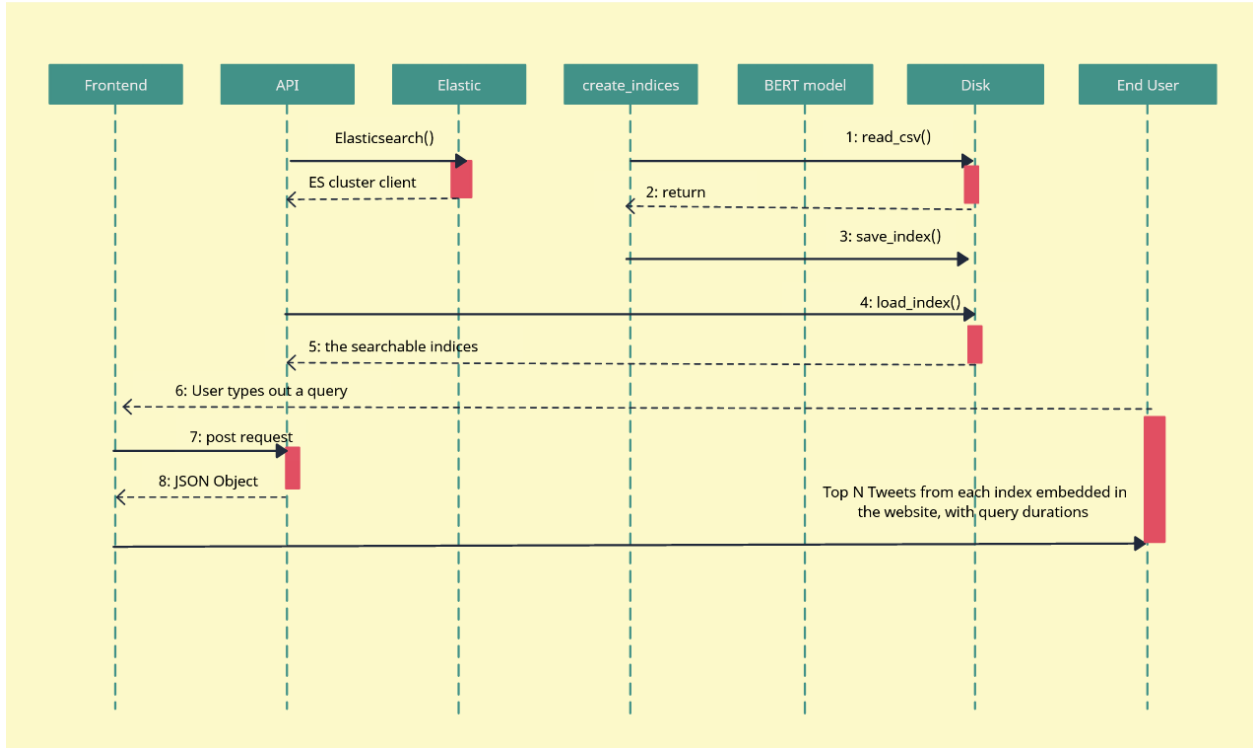 Frontend
API
Elastic
create_indices
BERT model
Disk
End User
Elasticsearch()
1: read_csv()
ES cluster client
2: return
3: save_index()
4: load_index()
5: the searchable indices
6: User types out a query
7: post request
8: JSON Object
Top N Tweets from each index embedded in
the website, with query durations